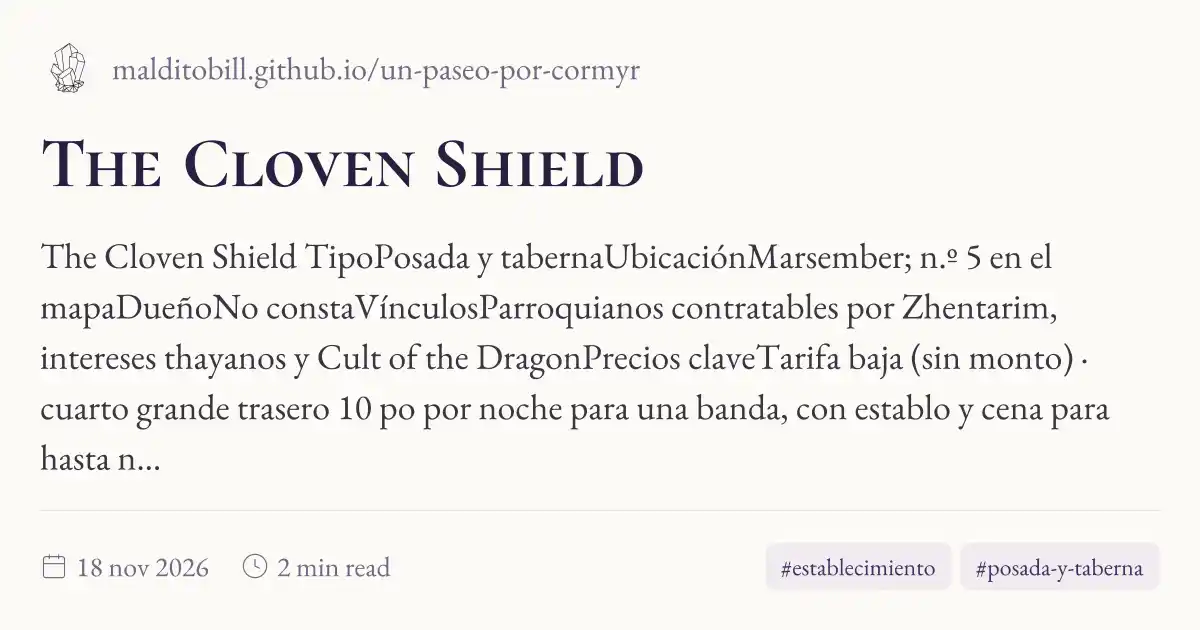 malditobill.github.io/un-paseo-por-cormyr
The Cloven Shield
The Cloven Shield TipoPosada y tabernaUbicaciónMarsember; n.º 5 en el
mapaDueñoNo constaVínculosParroquianos contratables por Zhentarim,
intereses thayanos y Cult of the DragonPrecios claveTarifa baja (sin monto) ·
cuarto grande trasero 10 po por noche para una banda, con establo y cena para
hasta n...
18 nov 2026
2 min read
#establecimiento
#posada-y-taberna